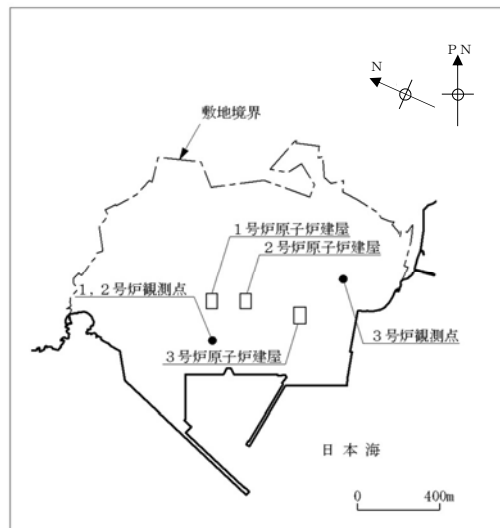 N
PN
敷地境界
1号炉原子炉建屋
2号炉原子炉建屋
1,2号炉観測点
3号炉観測点
3号炉原子炉建屋
日本海
0 400m